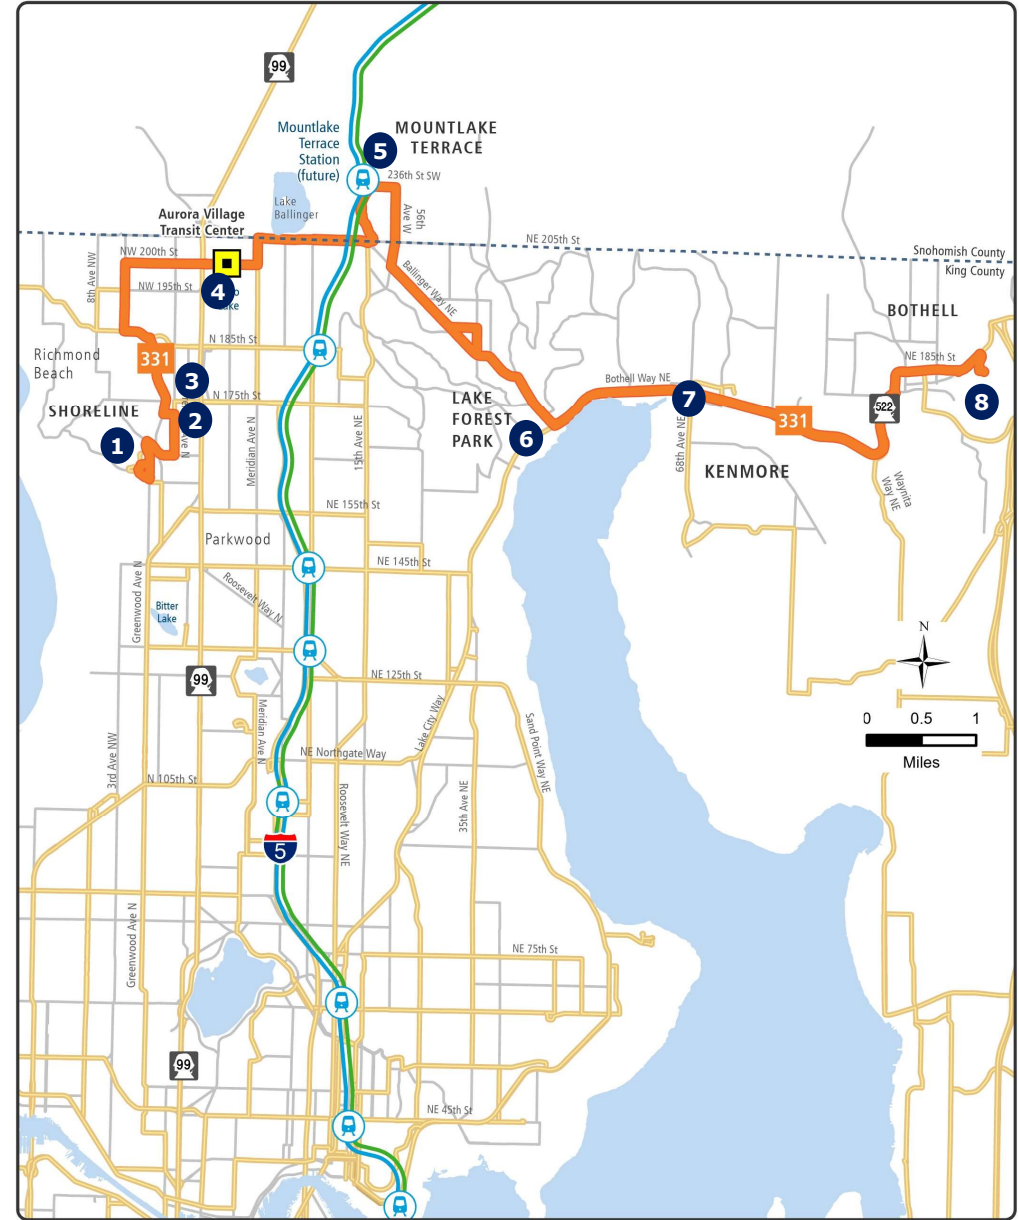 99
Mountlake
Terrace
Station
(future)
5
MOUNTLAKE
TERRACE
236th St SW
56th
Ave W
Lake
Ballinger
Aurora Village
Transit Center
NE 205th St
Snohomish County
King County
NW 200th St
8th Ave NW
NW 195th St
4
Ballinger Way NE
BOTHELL
N 185th St
Richmond
Beach
331
NE 185th St
3
N 175th St
Bothell Way NE
SHORELINE
2
1
Meridian Ave N
15th Ave NE
LAKE
FOREST
PARK
6
7
331
522
8
68th Ave NE
KENMORE
Waynita
Way NE
NE 155th St
Parkwood
NE 145th St
Greenwood Ave N
Roosevelt Way N
Bitter
Lake
N
99
NE 125th St
Meridian Ave N
Lake City Way
Sand Point Way NE
0 0.5 1
Miles
3rd Ave NW
NE Northgate Way
N 105th St
Roosevelt Way NE
35th Ave NE
5
Greenwood Ave N
NE 75th St
99
NE 45th St